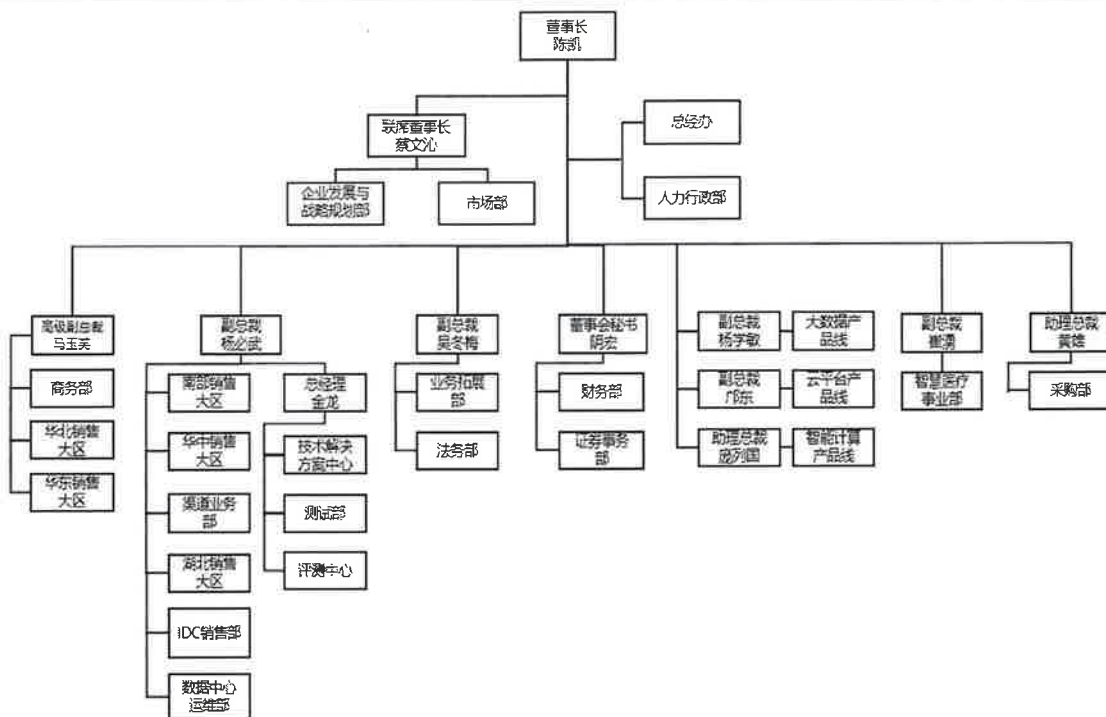 董事长
陈凯
联席董事长
蔡文沁
总经办
企业发展与
战略规划部
市场部
人力行政部
高级副总裁
马玉芙
副总裁
杨必武
副总裁
吴冬梅
董事会秘书
阴宏
副总裁
杨学敏
大数据产
品线
副总裁
崔湧
助理总裁
黄雄
商务部
华北销售
大区
华东销售
大区
南部销售
大区
华中销售
大区
渠道业务
部
湖北销售
大区
IDC销售部
数据中心
运维部
总经理
金龙
技术解决
方案中心
测试部
评测中心
业务拓展
部
法务部
财务部
证券事务
部
副总裁
邝东
云平台产
品线
助理总裁
庞列国
智能计算
产品线
智慧医疗
事业部
采购部